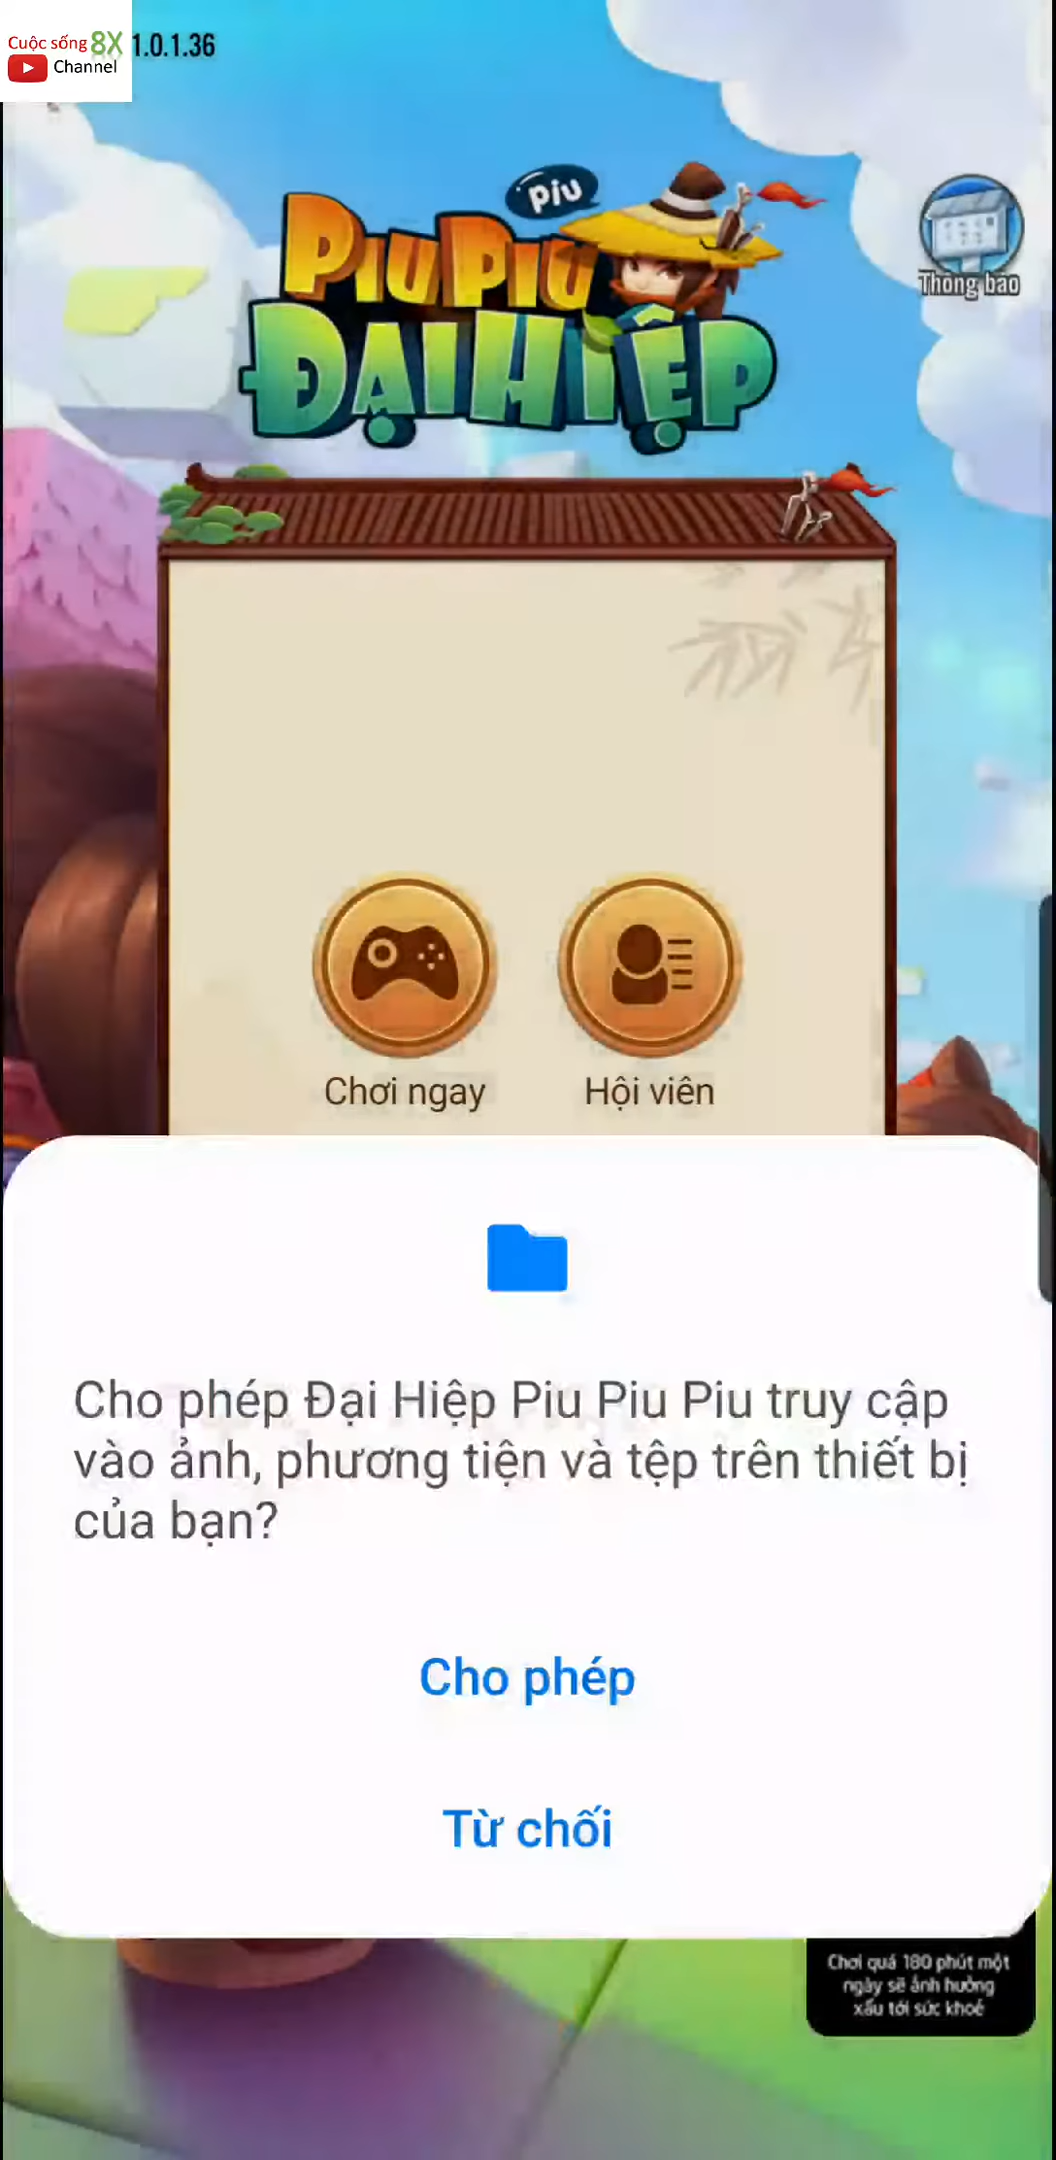 Cuộc sống 8X
Channel
1.0.1.36
piu
PIU PIU
ĐẠI HIỆP
Thông báo
Chơi ngay
Hội viên
Cho phép Đại Hiệp Piu Piu Piu truy cập
vào ảnh, phương tiện và tệp trên thiết bị
của bạn?
Cho phép
Từ chối
Chơi quá 180 phút một
ngày sẽ ảnh hưởng
xấu tới sức khoẻ